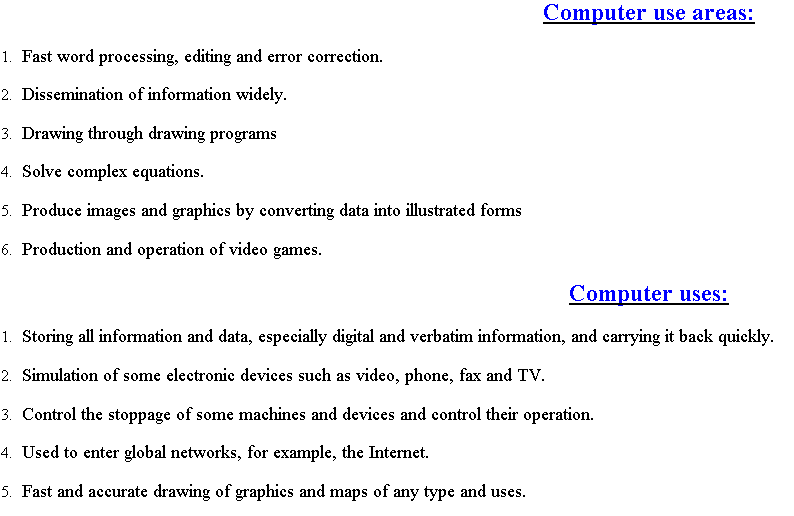 Computer use areas:
1. Fast word processing, editing and error correction.
2. Dissemination of information widely.
3. Drawing through drawing programs
4. Solve complex equations.
5. Produce images and graphics by converting data into illustrated forms
6. Production and operation of video games.
Computer uses:
1. Storing all information and data, especially digital and verbatim information, and carrying it back quickly.
2. Simulation of some electronic devices such as video, phone, fax and TV.
3. Control the stoppage of some machines and devices and control their operation.
4. Used to enter global networks, for example, the Internet.
5. Fast and accurate drawing of graphics and maps of any type and uses.